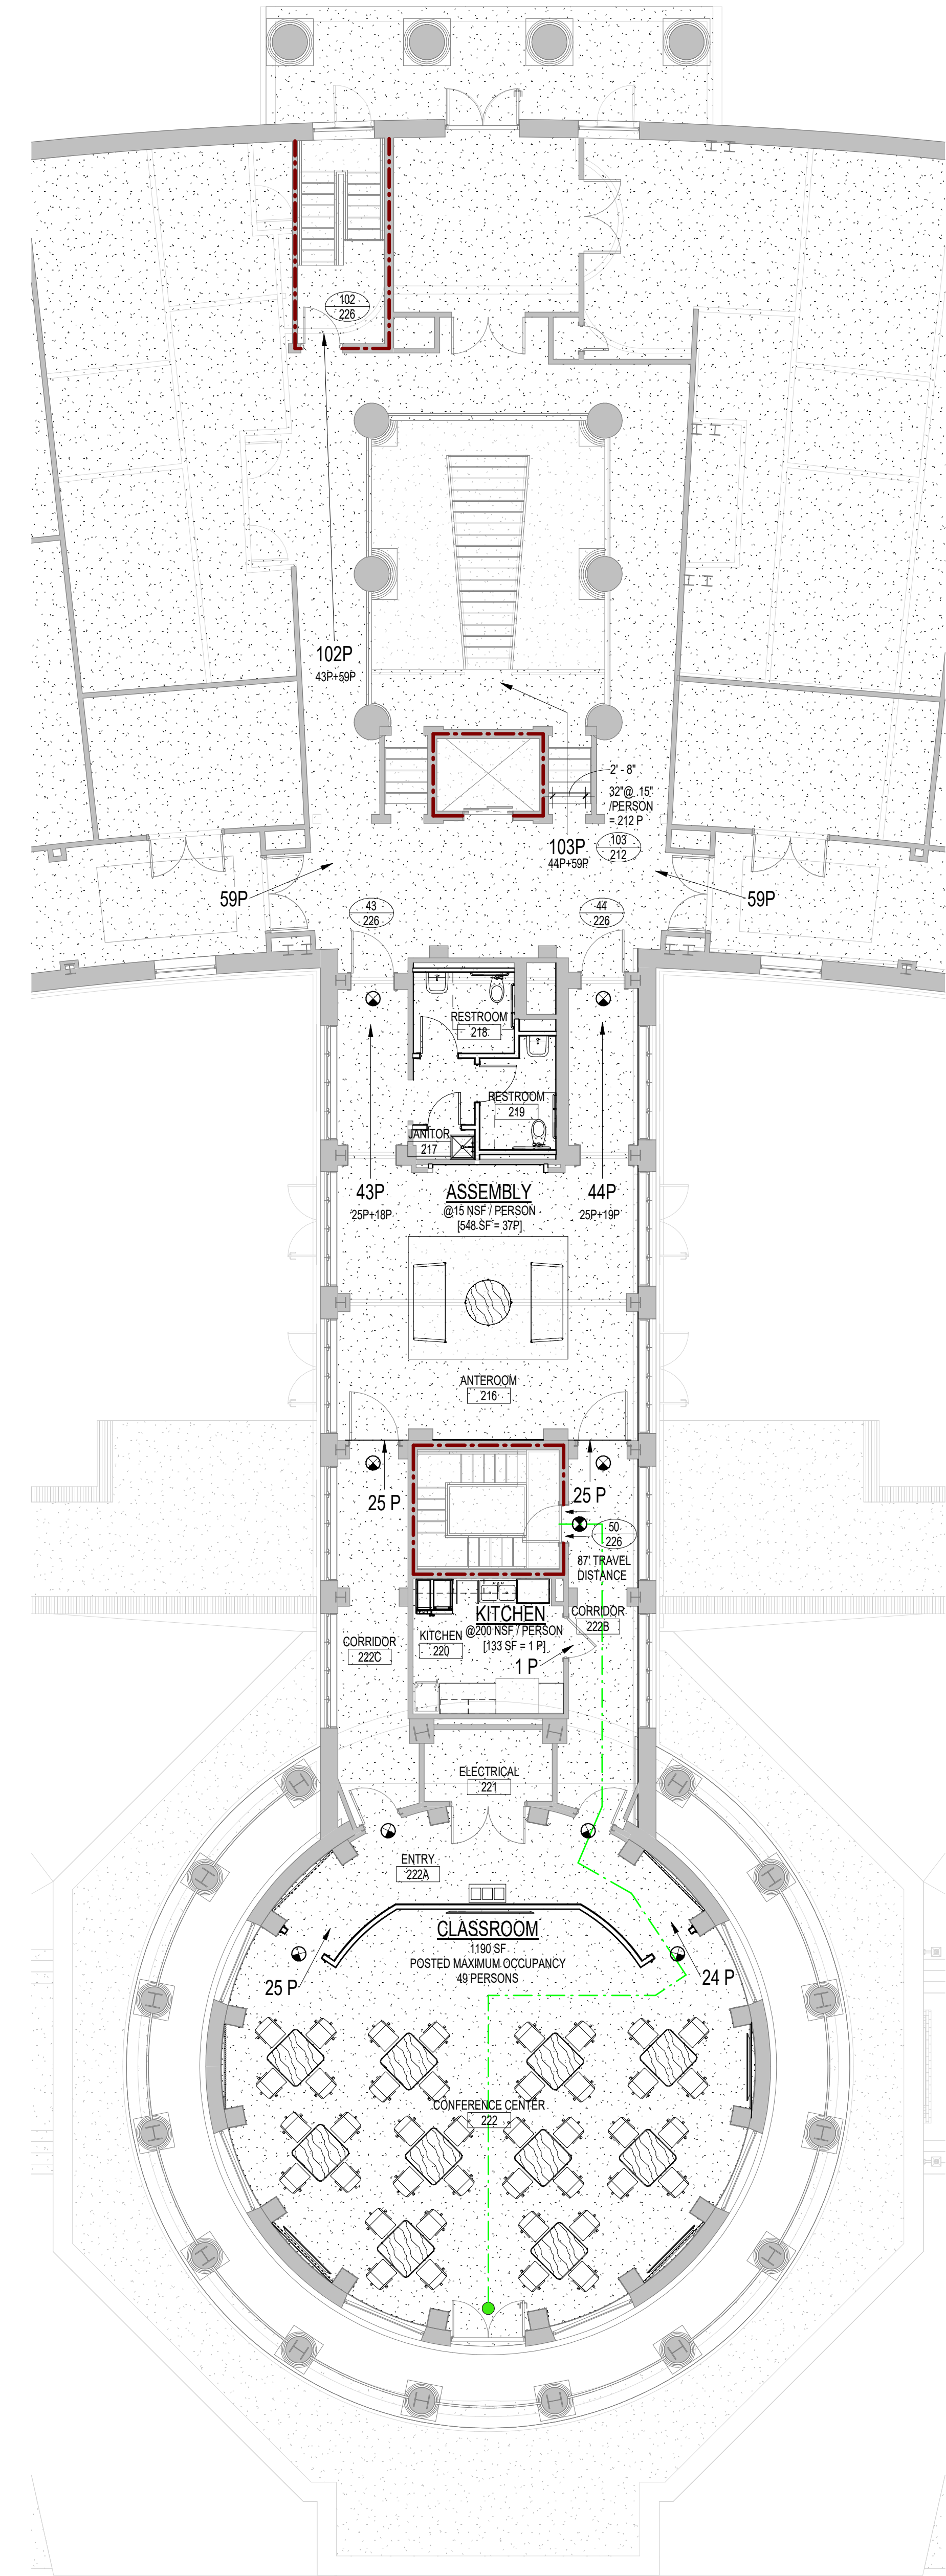 102
226
102P
43P+59P
2' - 8"
32"@ .15"
/PERSON
= 212 P
103P
44P+59P
103
212
59P
59P
43
226
44
226
RESTROOM
218
RESTROOM
219
JANITOR
217
43P
25P+18P
ASSEMBLY
@15 NSF / PERSON
[548 SF = 37P]
44P
25P+19P
ANTEROOM
216
25 P
25 P
50
226
87' TRAVEL
DISTANCE
KITCHEN
@200 NSF / PERSON
[133 SF = 1 P]
CORRIDOR
222B
KITCHEN
220
CORRIDOR
222C
1 P
ELECTRICAL
221
ENTRY
222A
CLASSROOM
1190 SF
POSTED MAXIMUM OCCUPANCY
49 PERSONS
25 P
24 P
CONFERENCE CENTER
222